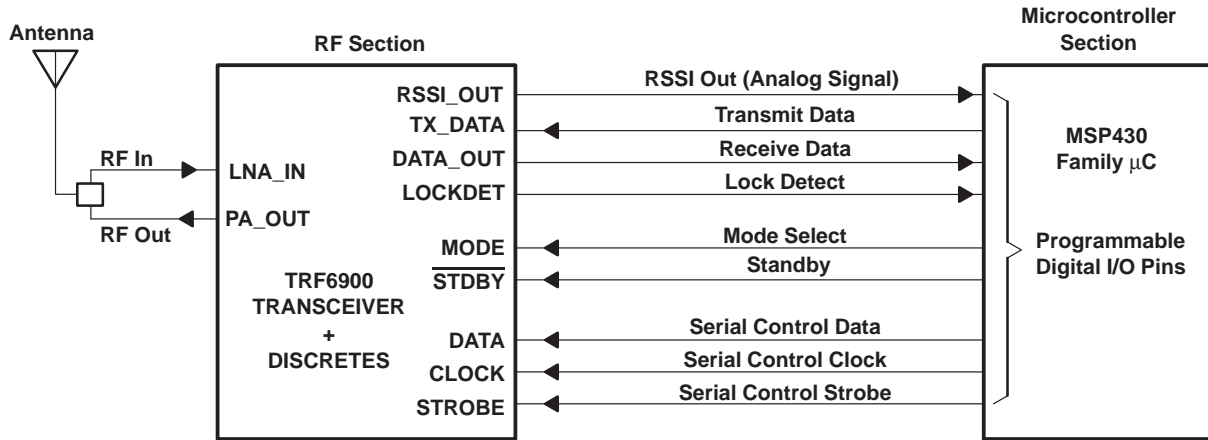 Antenna
RF Section
Microcontroller
Section
RF In
RF Out
LNA_IN
PA_OUT
TRF6900
TRANSCEIVER
+
DISCRETES
RSSI_OUT
TX_DATA
DATA_OUT
LOCKDET
MODE
STDBY
DATA
CLOCK
STROBE
RSSI Out (Analog Signal)
Transmit Data
Receive Data
Lock Detect
Mode Select
Standby
Serial Control Data
Serial Control Clock
Serial Control Strobe
MSP430
Family μC
Programmable
Digital I/O Pins